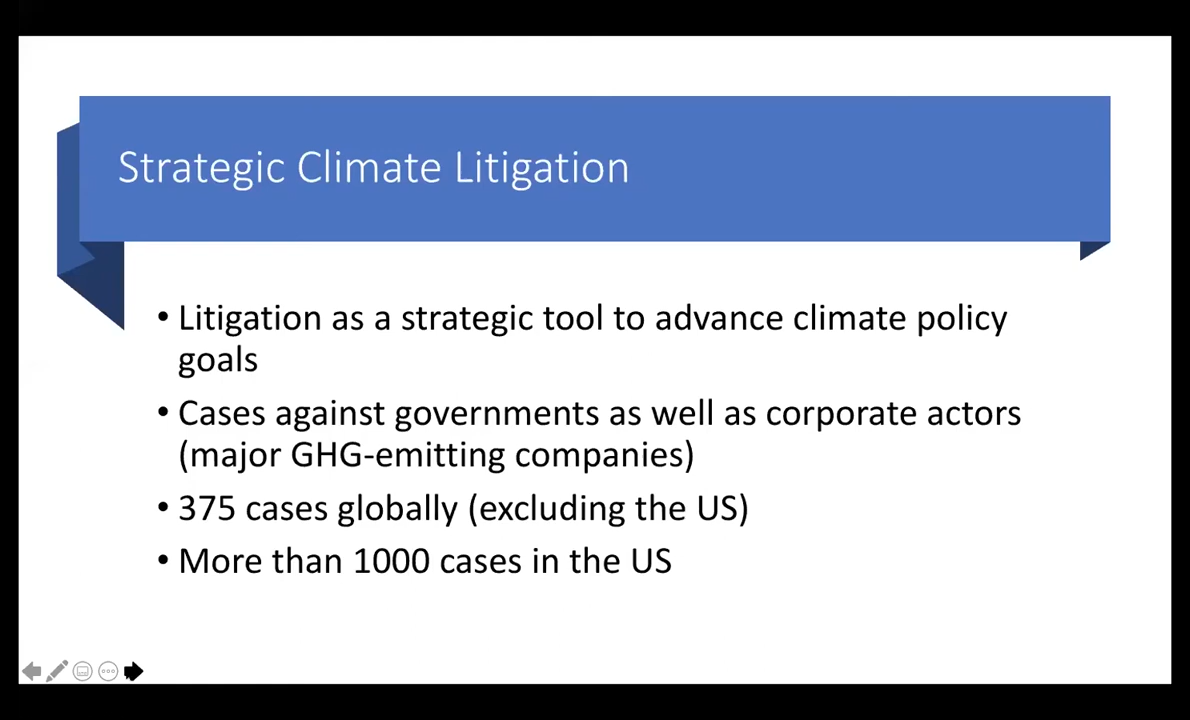 Strategic Climate Litigation
• Litigation as a strategic tool to advance climate policy
goals
• Cases against governments as well as corporate actors
(major GHG-emitting companies)
• 375 cases globally (excluding the US)
• More than 1000 cases in the US